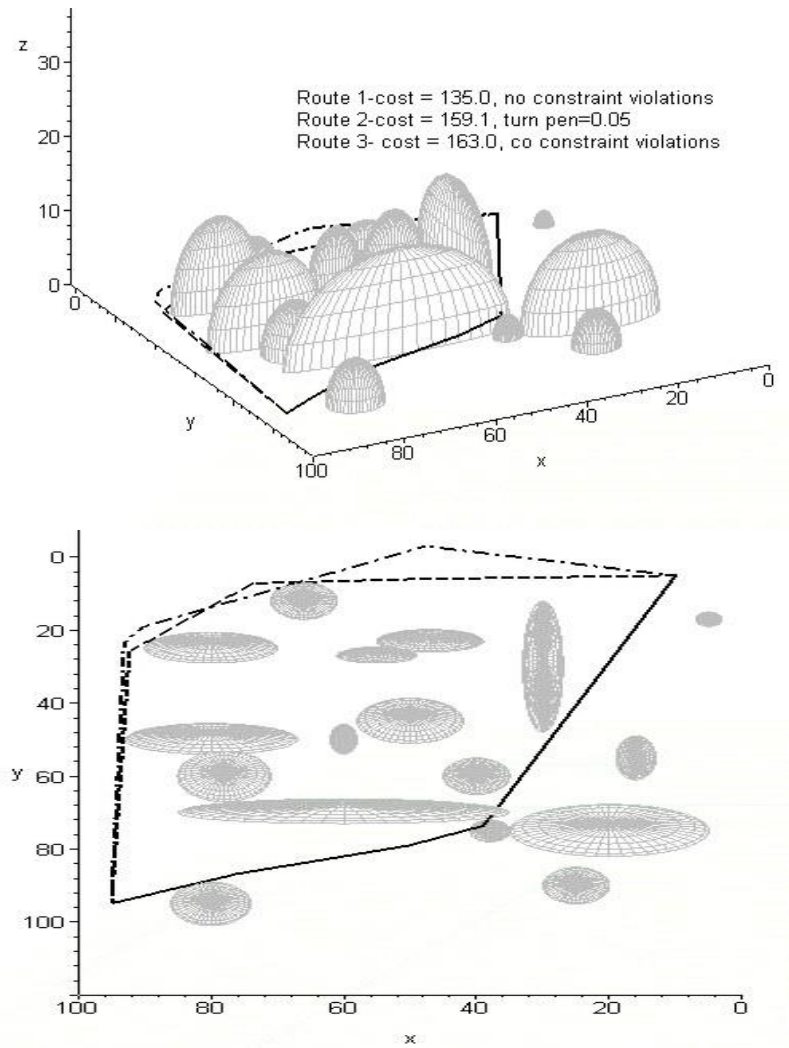 z
30
20
10
0
Route 1-cost = 135.0, no constraint violations
Route 2-cost = 159.1, turn pen=0.05
Route 3- cost = 163.0, co constraint violations
0
y
100
80
60
40
20
0
x
0
20
40
y
60
80
100
100
80
60
40
20
0
x